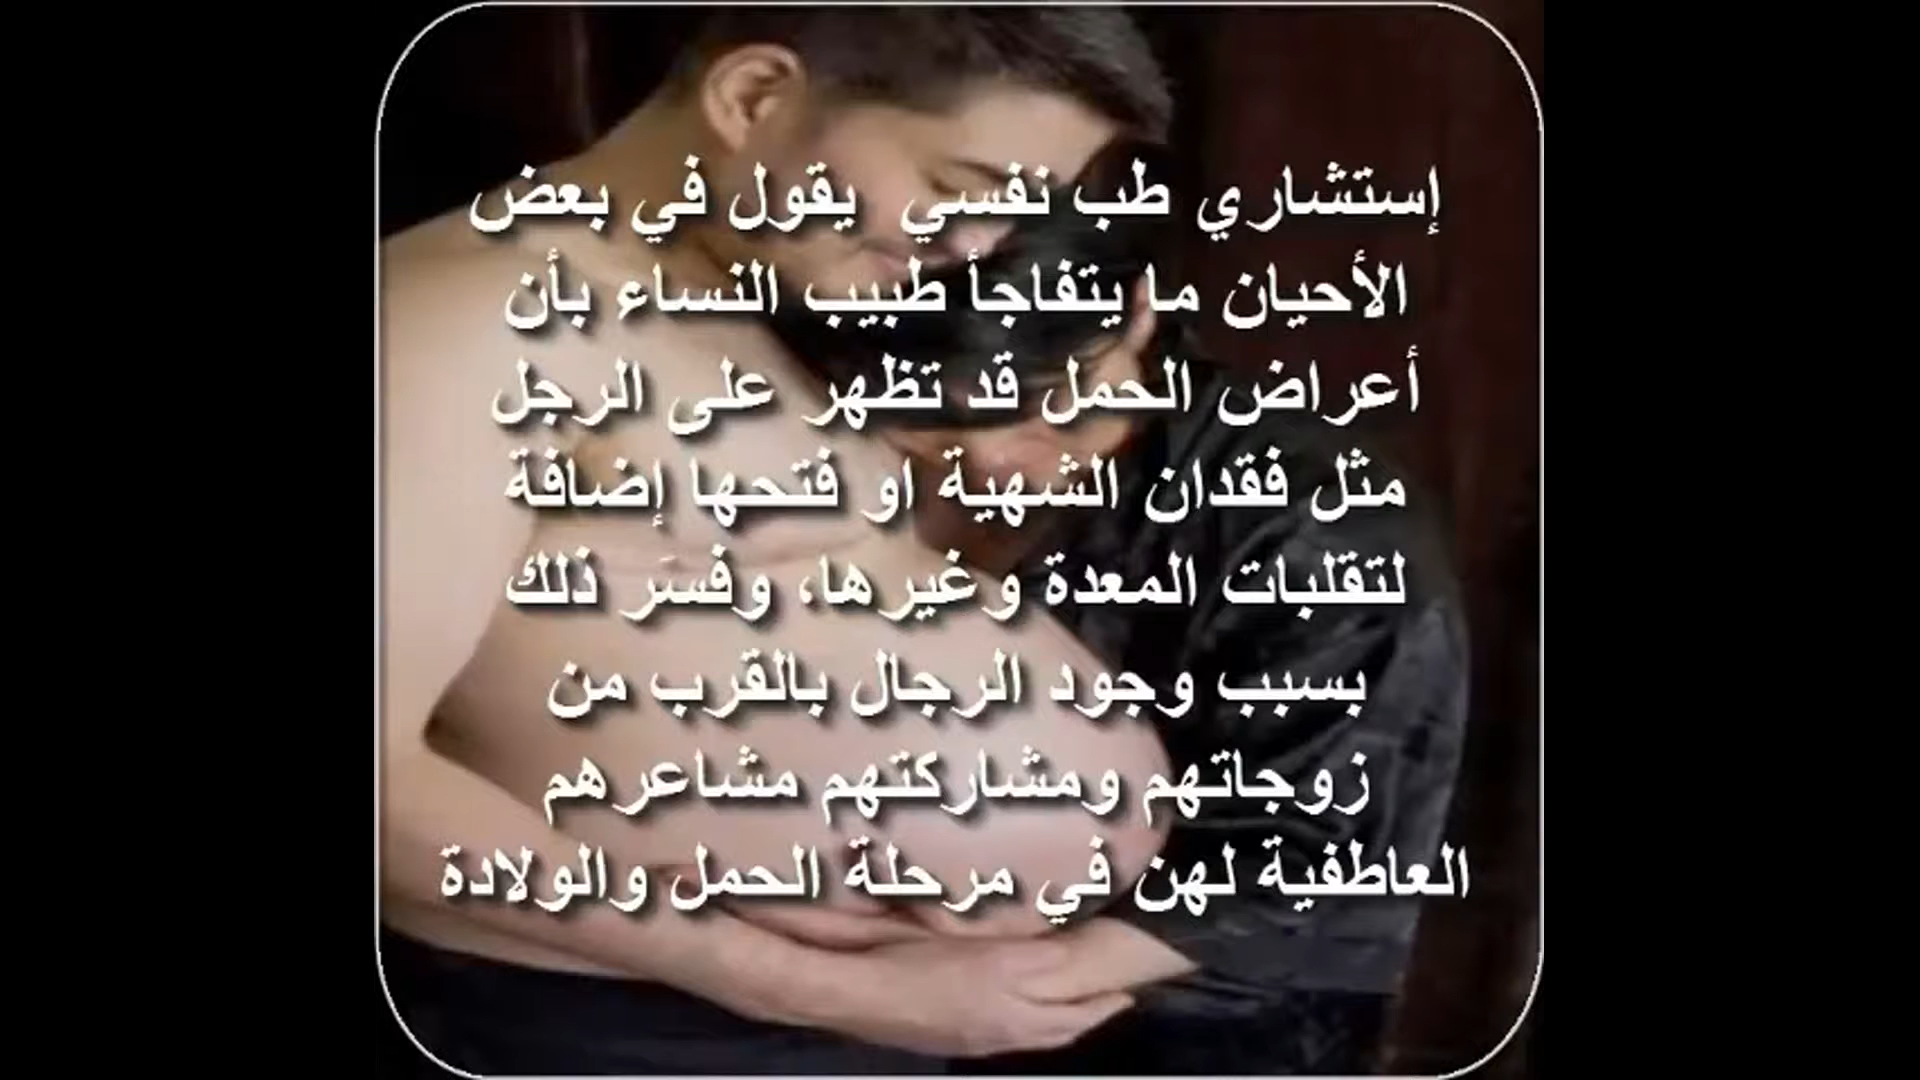 إستشاري طب نفسي يقول في بعض
الأحيان ما يتفاجأ طبيب النساء بأن
أعراض الحمل قد تظهر على الرجل
مثل فقدان الشهية او فتحها إضافة
لتقلبات المعدة وغيرها، وفسَر ذلك
بسبب وجود الرجال بالقرب من
زوجاتهم ومشاركتهم مشاعرهم
العاطفية لهن في مرحلة الحمل والولادة